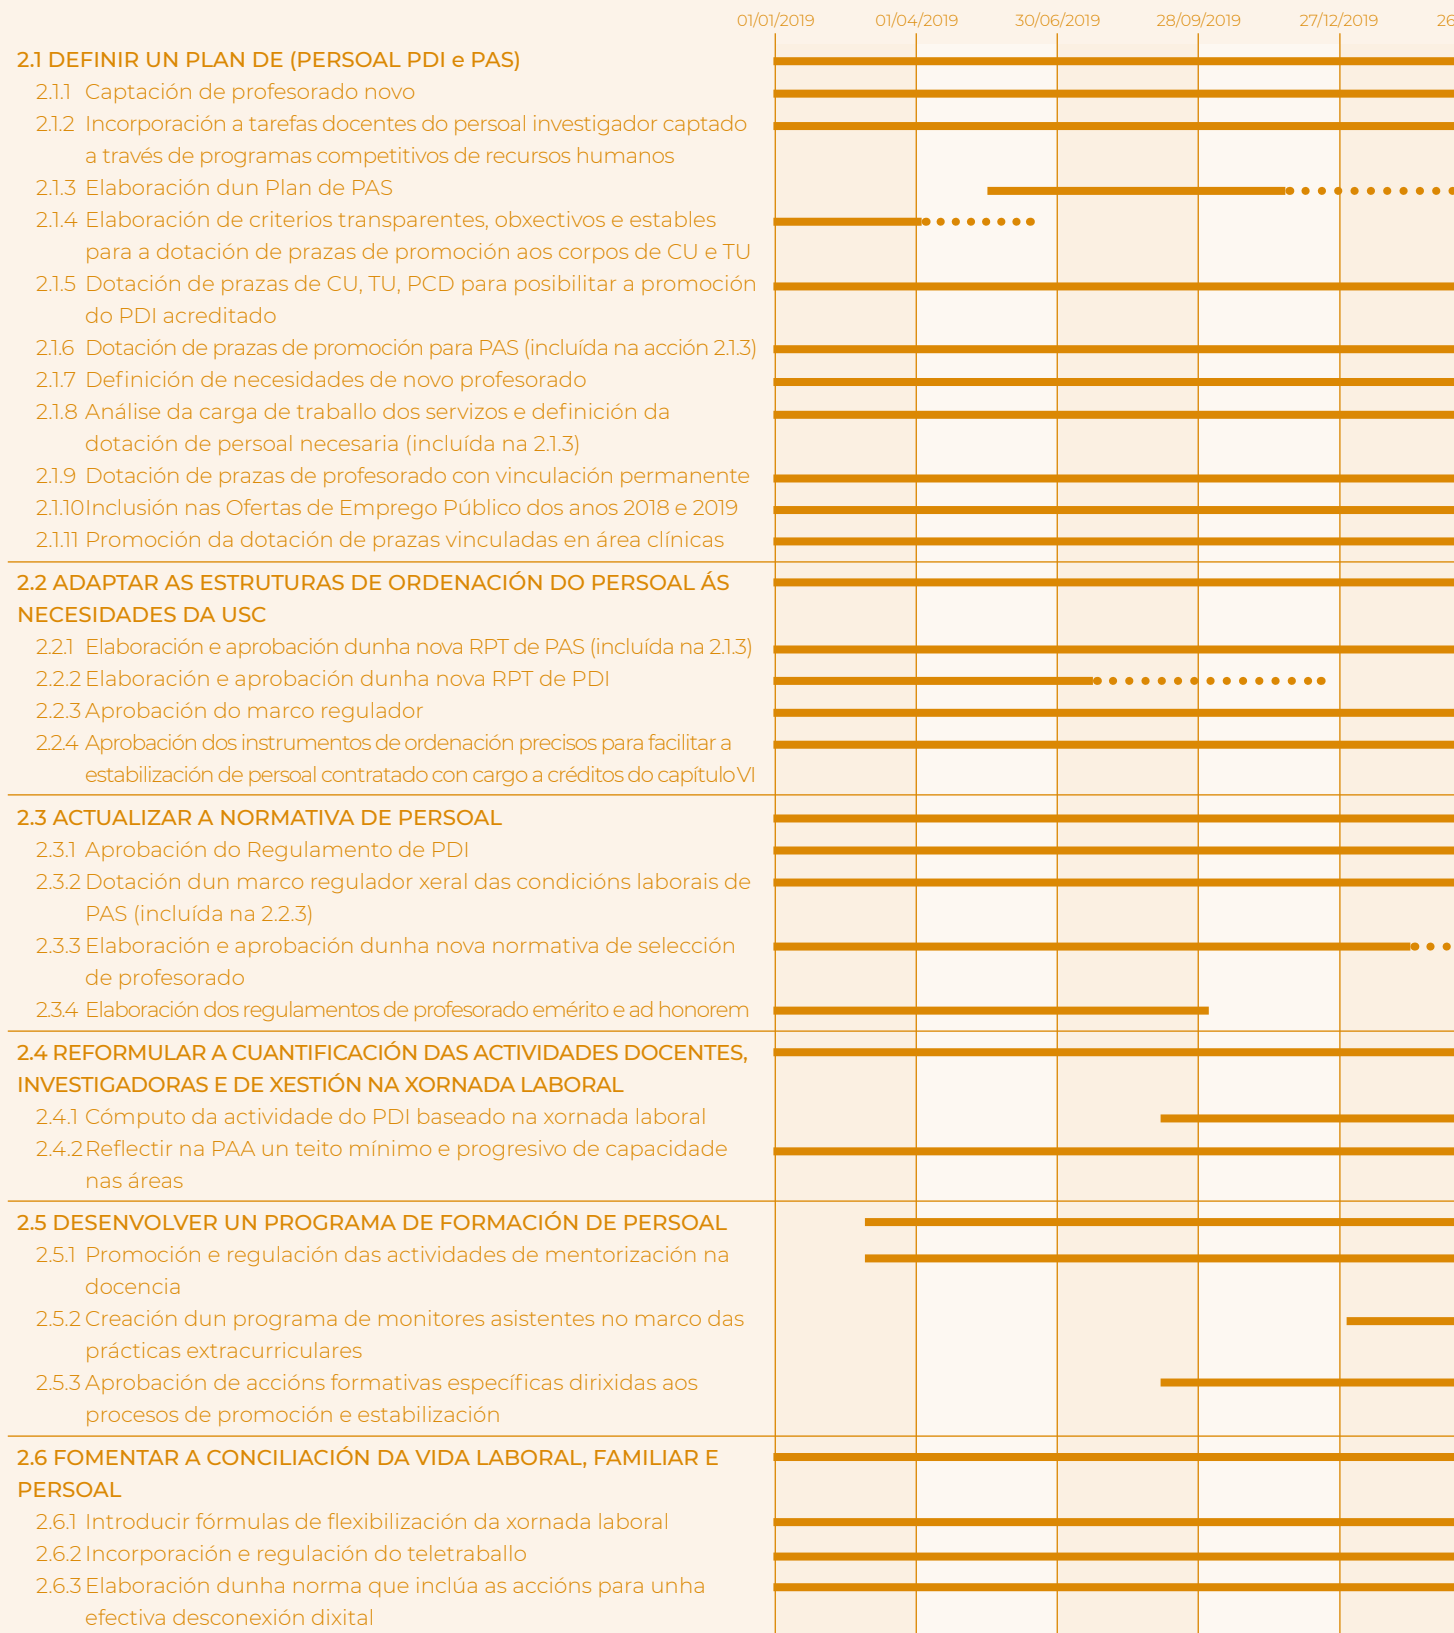 01/01/2019 01/04/2019 30/06/2019 28/09/2019 27/12/2019 26
2.1 DEFINIR UN PLAN DE (PERSOAL PDI e PAS)
2.1.1 Captación de profesorado novo
2.1.2 Incorporación a tarefas docentes do persoal investigador captado
a través de programas competitivos de recursos humanos
2.1.3 Elaboración dun Plan de PAS
2.1.4 Elaboración de criterios transparentes, obxectivos e estables
para a dotación de prazas de promoción aos corpos de CU e TU
2.1.5 Dotación de prazas de CU, TU, PCD para posibilitar a promoción
do PDI acreditado
2.1.6 Dotación de prazas de promoción para PAS (incluída na acción 2.1.3)
2.1.7 Definición de necesidades de novo profesorado
2.1.8 Análise da carga de traballo dos servizos e definición da
dotación de persoal necesaria (incluída na 2.1.3)
2.1.9 Dotación de prazas de profesorado con vinculación permanente
2.1.10 Inclusión nas Ofertas de Emprego Público dos anos 2018 e 2019
2.1.11 Promoción da dotación de prazas vinculadas en área clínicas
2.2 ADAPTAR AS ESTRUTURAS DE ORDENACIÓN DO PERSOAL ÁS
NECESIDADES DA USC
2.2.1 Elaboración e aprobación dunha nova RPT de PAS (incluída na 2.1.3)
2.2.2 Elaboración e aprobación dunha nova RPT de PDI
2.2.3 Aprobación do marco regulador
2.2.4 Aprobación dos instrumentos de ordenación precisos para facilitar a
estabilización de persoal contratado con cargo a créditos do capítulo VI
2.3 ACTUALIZAR A NORMATIVA DE PERSOAL
2.3.1 Aprobación do Regulamento de PDI
2.3.2 Dotación dun marco regulador xeral das condicións laborais de
PAS (incluída na 2.2.3)
2.3.3 Elaboración e aprobación dunha nova normativa de selección
de profesorado
2.3.4 Elaboración dos regulamentos de profesorado emérito e ad honorem
2.4 REFORMULAR A CUANTIFICACIÓN DAS ACTIVIDADES DOCENTES,
INVESTIGADORAS E DE XESTIÓN NA XORNADA LABORAL
2.4.1 Cómputo da actividade do PDI baseado na xornada laboral
2.4.2 Reflectir na PAA un teito mínimo e progresivo de capacidade
nas áreas
2.5 DESENVOLVER UN PROGRAMA DE FORMACIÓN DE PERSOAL
2.5.1 Promoción e regulación das actividades de mentorización na
docencia
2.5.2 Creación dun programa de monitores asistentes no marco das
prácticas extracurriculares
2.5.3 Aprobación de accións formativas específicas dirixidas aos
procesos de promoción e estabilización
2.6 FOMENTAR A CONCILIACIÓN DA VIDA LABORAL, FAMILIAR E
PERSOAL
2.6.1 Introducir fórmulas de flexibilización da xornada laboral
2.6.2 Incorporación e regulación do teletraballo
2.6.3 Elaboración dunha norma que inclúa as accións para unha
efectiva desconexión dixital